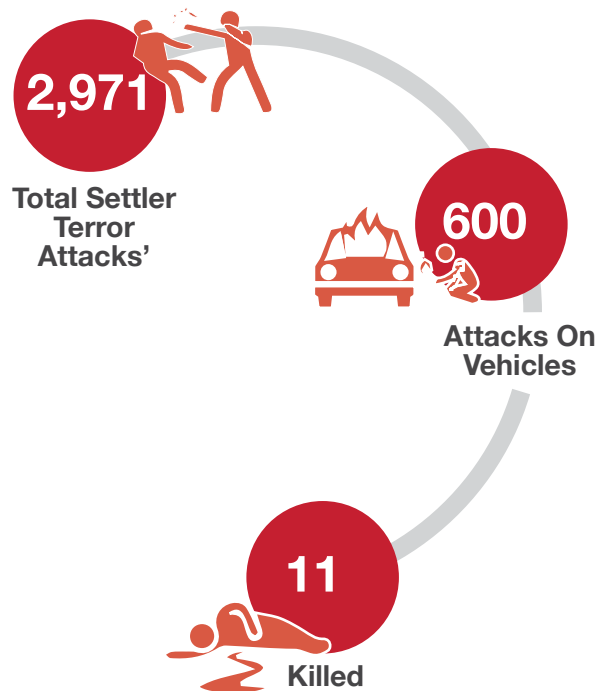 2,971
Total Settler
Terror
Attacks’
600
Attacks On
Vehicles
11
Killed